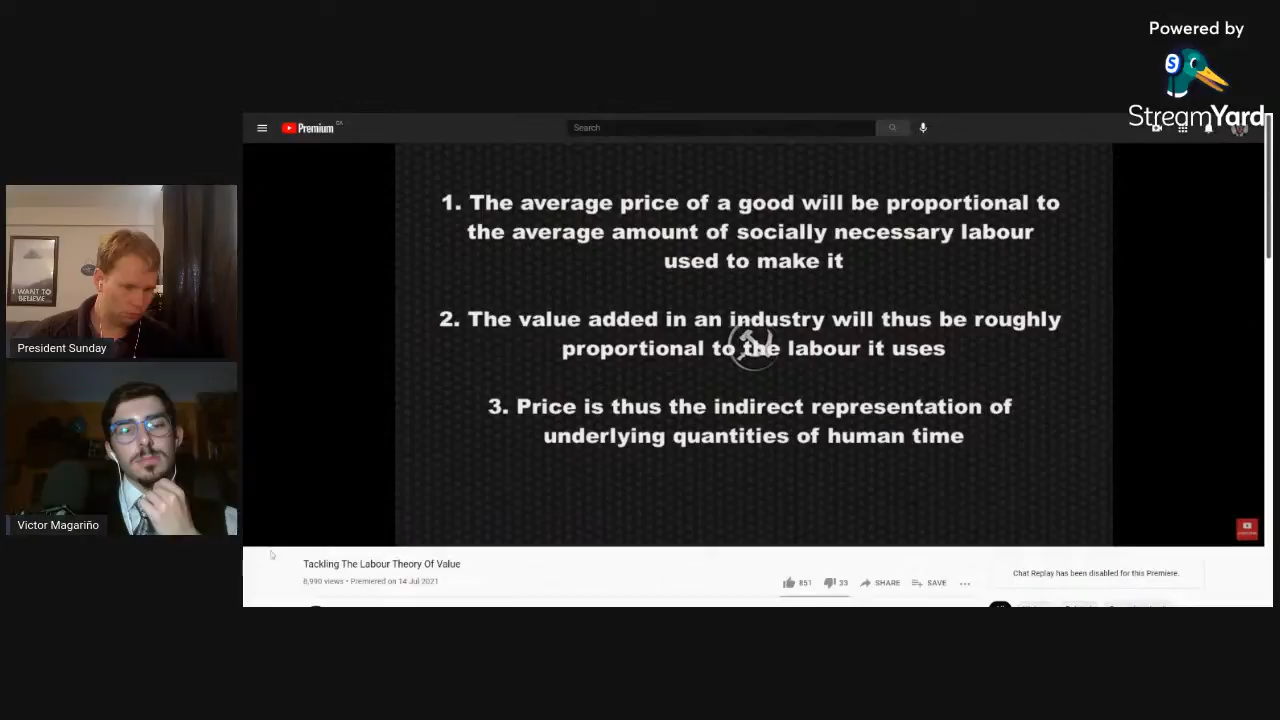 Powered by
StreamYard
Premium
CA
Search
1. The average price of a good will be proportional to
the average amount of socially necessary labour
used to make it
2. The value added in an industry will thus be roughly
proportional to the labour it uses
3. Price is thus the indirect representation of
underlying quantities of human time
I WANT TO
BELIEVE
President Sunday
Victor Magariño
Tackling The Labour Theory Of Value
8,990 views • Premiered on 14 Jul 2021
851
33
SHARE
SAVE
Chat Replay has been disabled for this Premiere.